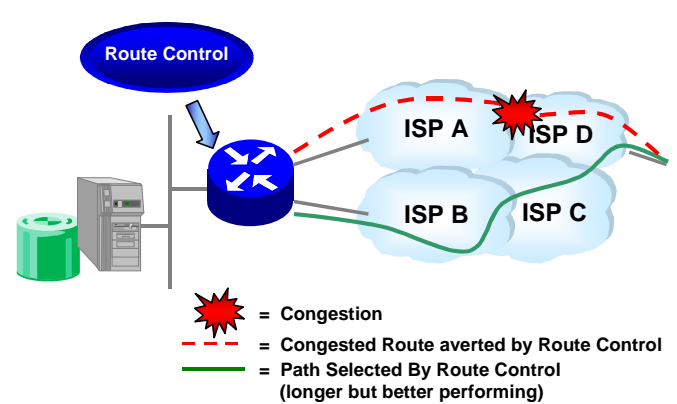 Route Control
ISP A
ISP D
ISP B
ISP C
= Congestion
= Congested Route averted by Route Control
= Path Selected By Route Control
(longer but better performing)